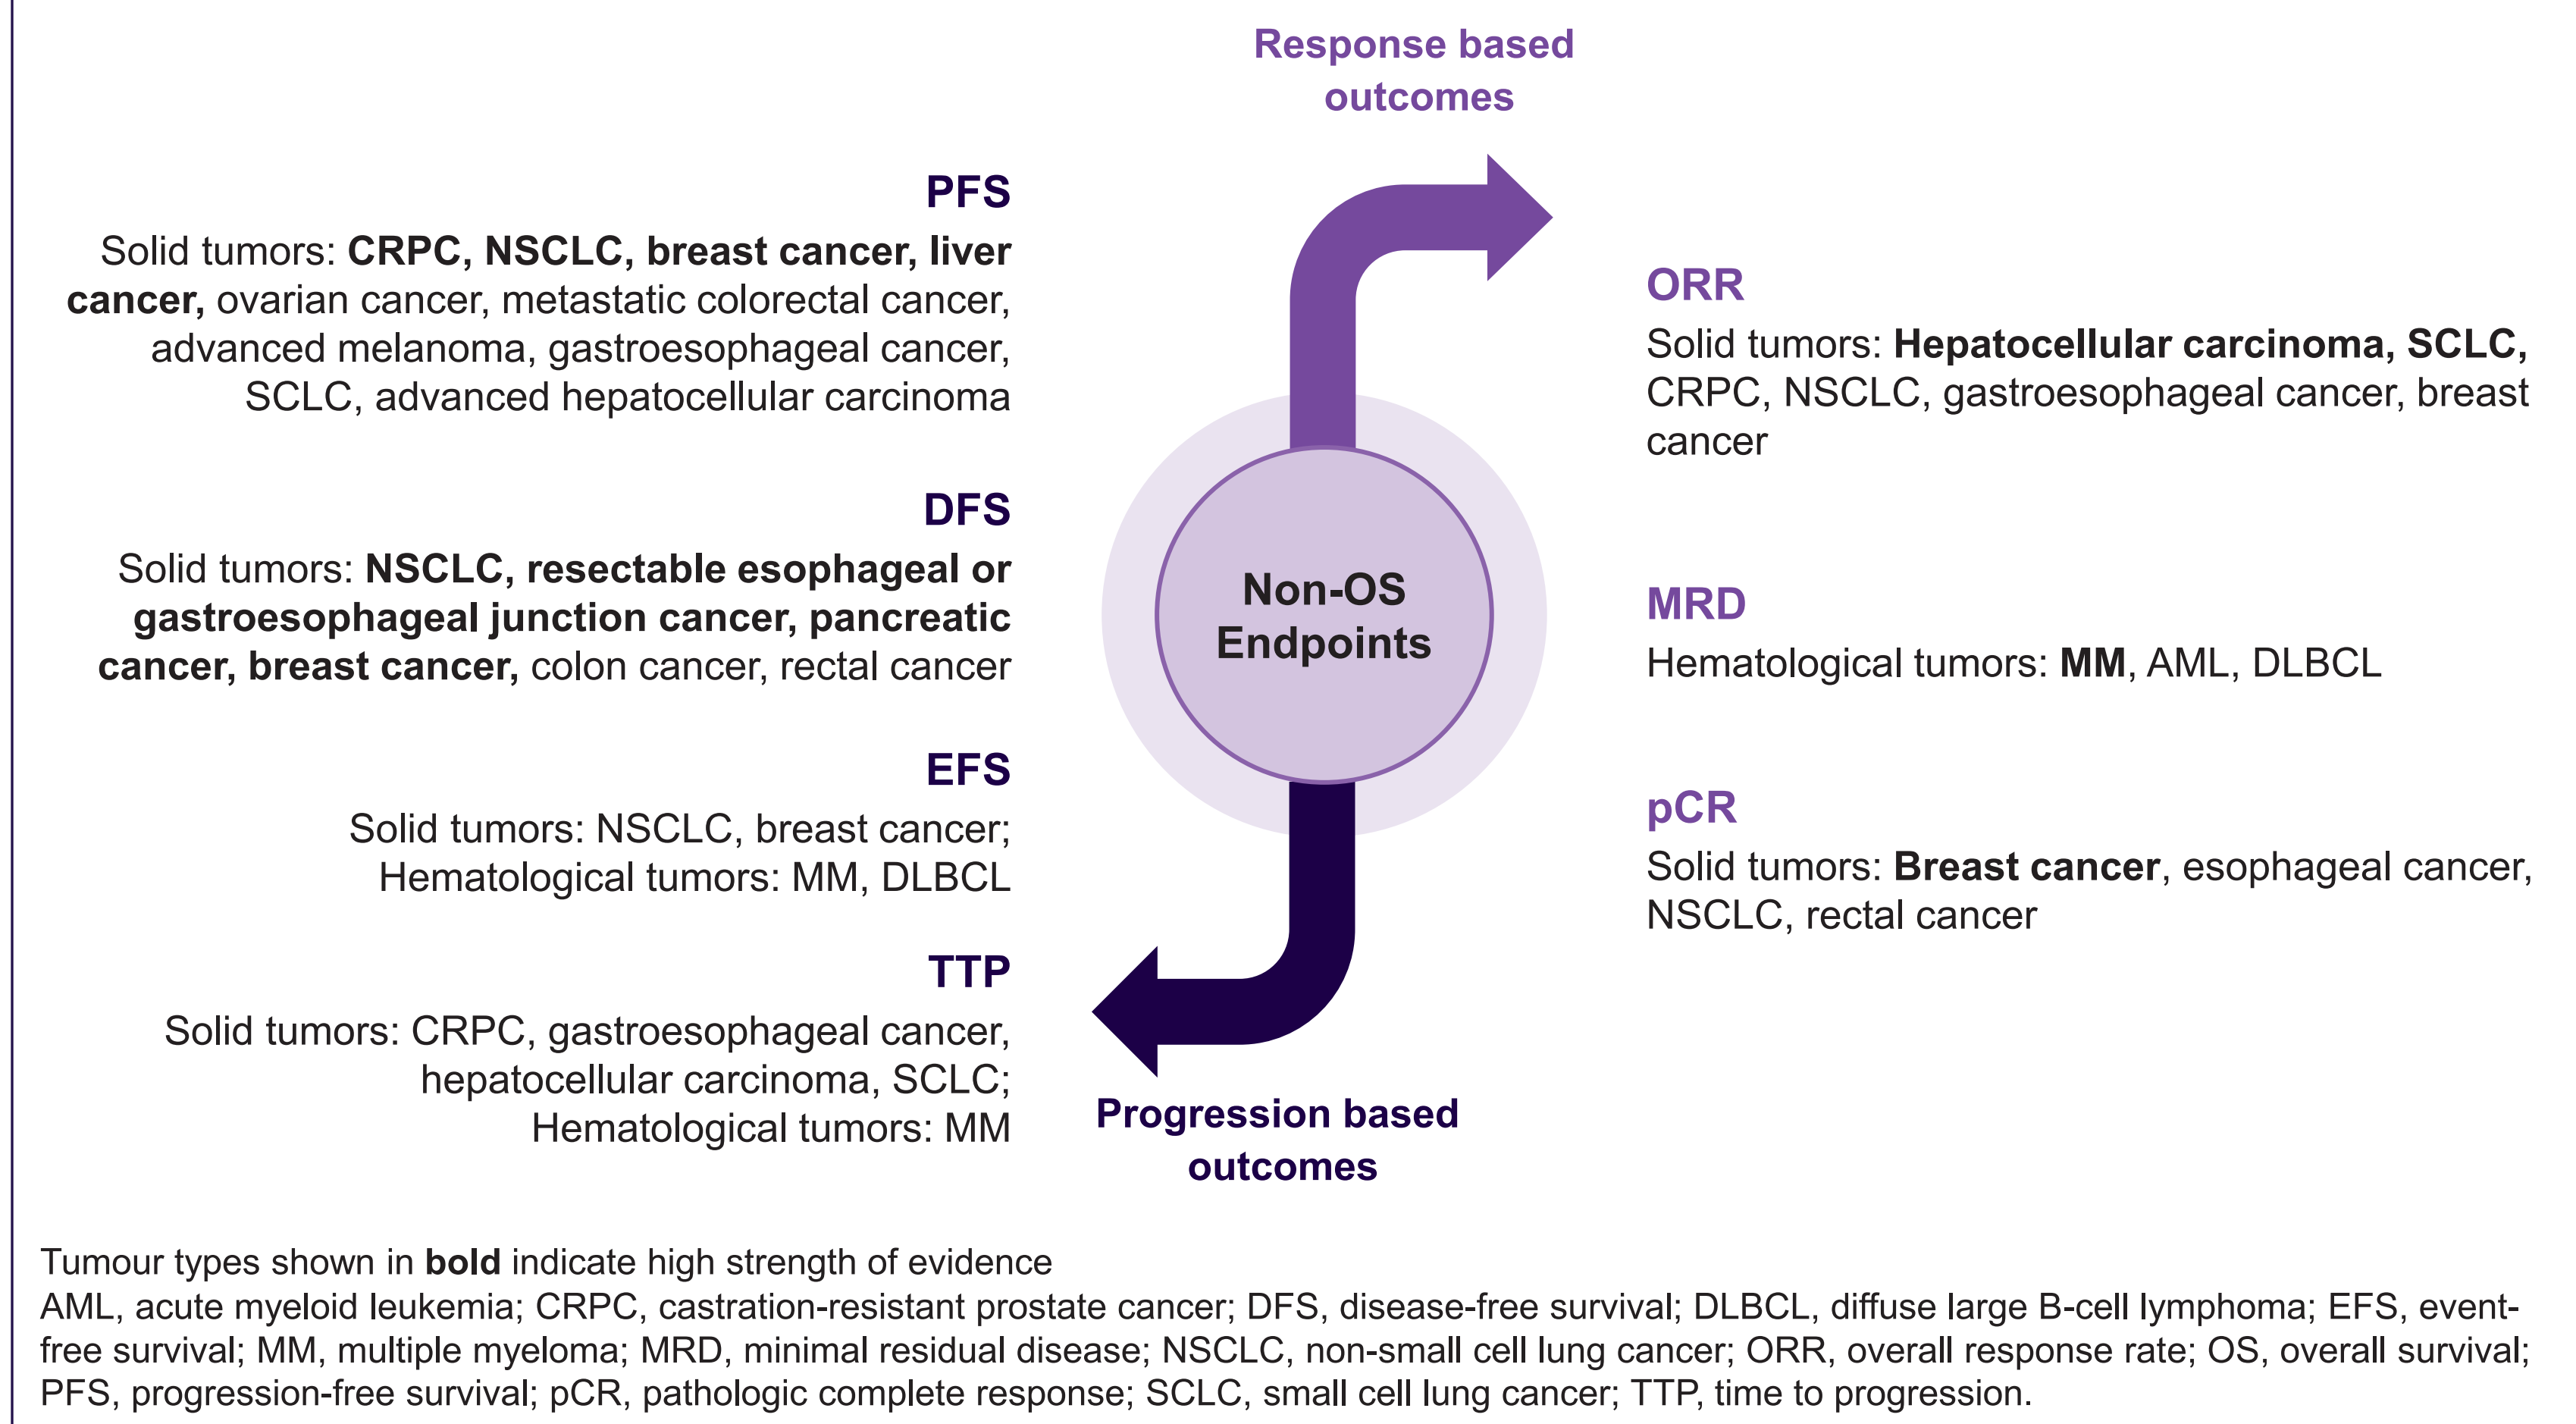 Response based
outcomes
PFS
Solid tumors: CRPC, NSCLC, breast cancer, liver
cancer, ovarian cancer, metastatic colorectal cancer,
advanced melanoma, gastroesophageal cancer,
SCLC, advanced hepatocellular carcinoma
DFS
Solid tumors: NSCLC, resectable esophageal or
gastroesophageal junction cancer, pancreatic
cancer, breast cancer, colon cancer, rectal cancer
EFS
Solid tumors: NSCLC, breast cancer;
Hematological tumors: MM, DLBCL
TTP
Solid tumors: CRPC, gastroesophageal cancer,
hepatocellular carcinoma, SCLC;
Hematological tumors: MM
Non-OS
Endpoints
Progression based
outcomes
ORR
Solid tumors: Hepatocellular carcinoma, SCLC,
CRPC, NSCLC, gastroesophageal cancer, breast
cancer
MRD
Hematological tumors: MM, AML, DLBCL
pCR
Solid tumors: Breast cancer, esophageal cancer,
NSCLC, rectal cancer
Tumour types shown in bold indicate high strength of evidence
AML, acute myeloid leukemia; CRPC, castration-resistant prostate cancer; DFS, disease-free survival; DLBCL, diffuse large B-cell lymphoma; EFS, event-
free survival; MM, multiple myeloma; MRD, minimal residual disease; NSCLC, non-small cell lung cancer; ORR, overall response rate; OS, overall survival;
PFS, progression-free survival; pCR, pathologic complete response; SCLC, small cell lung cancer; TTP, time to progression.